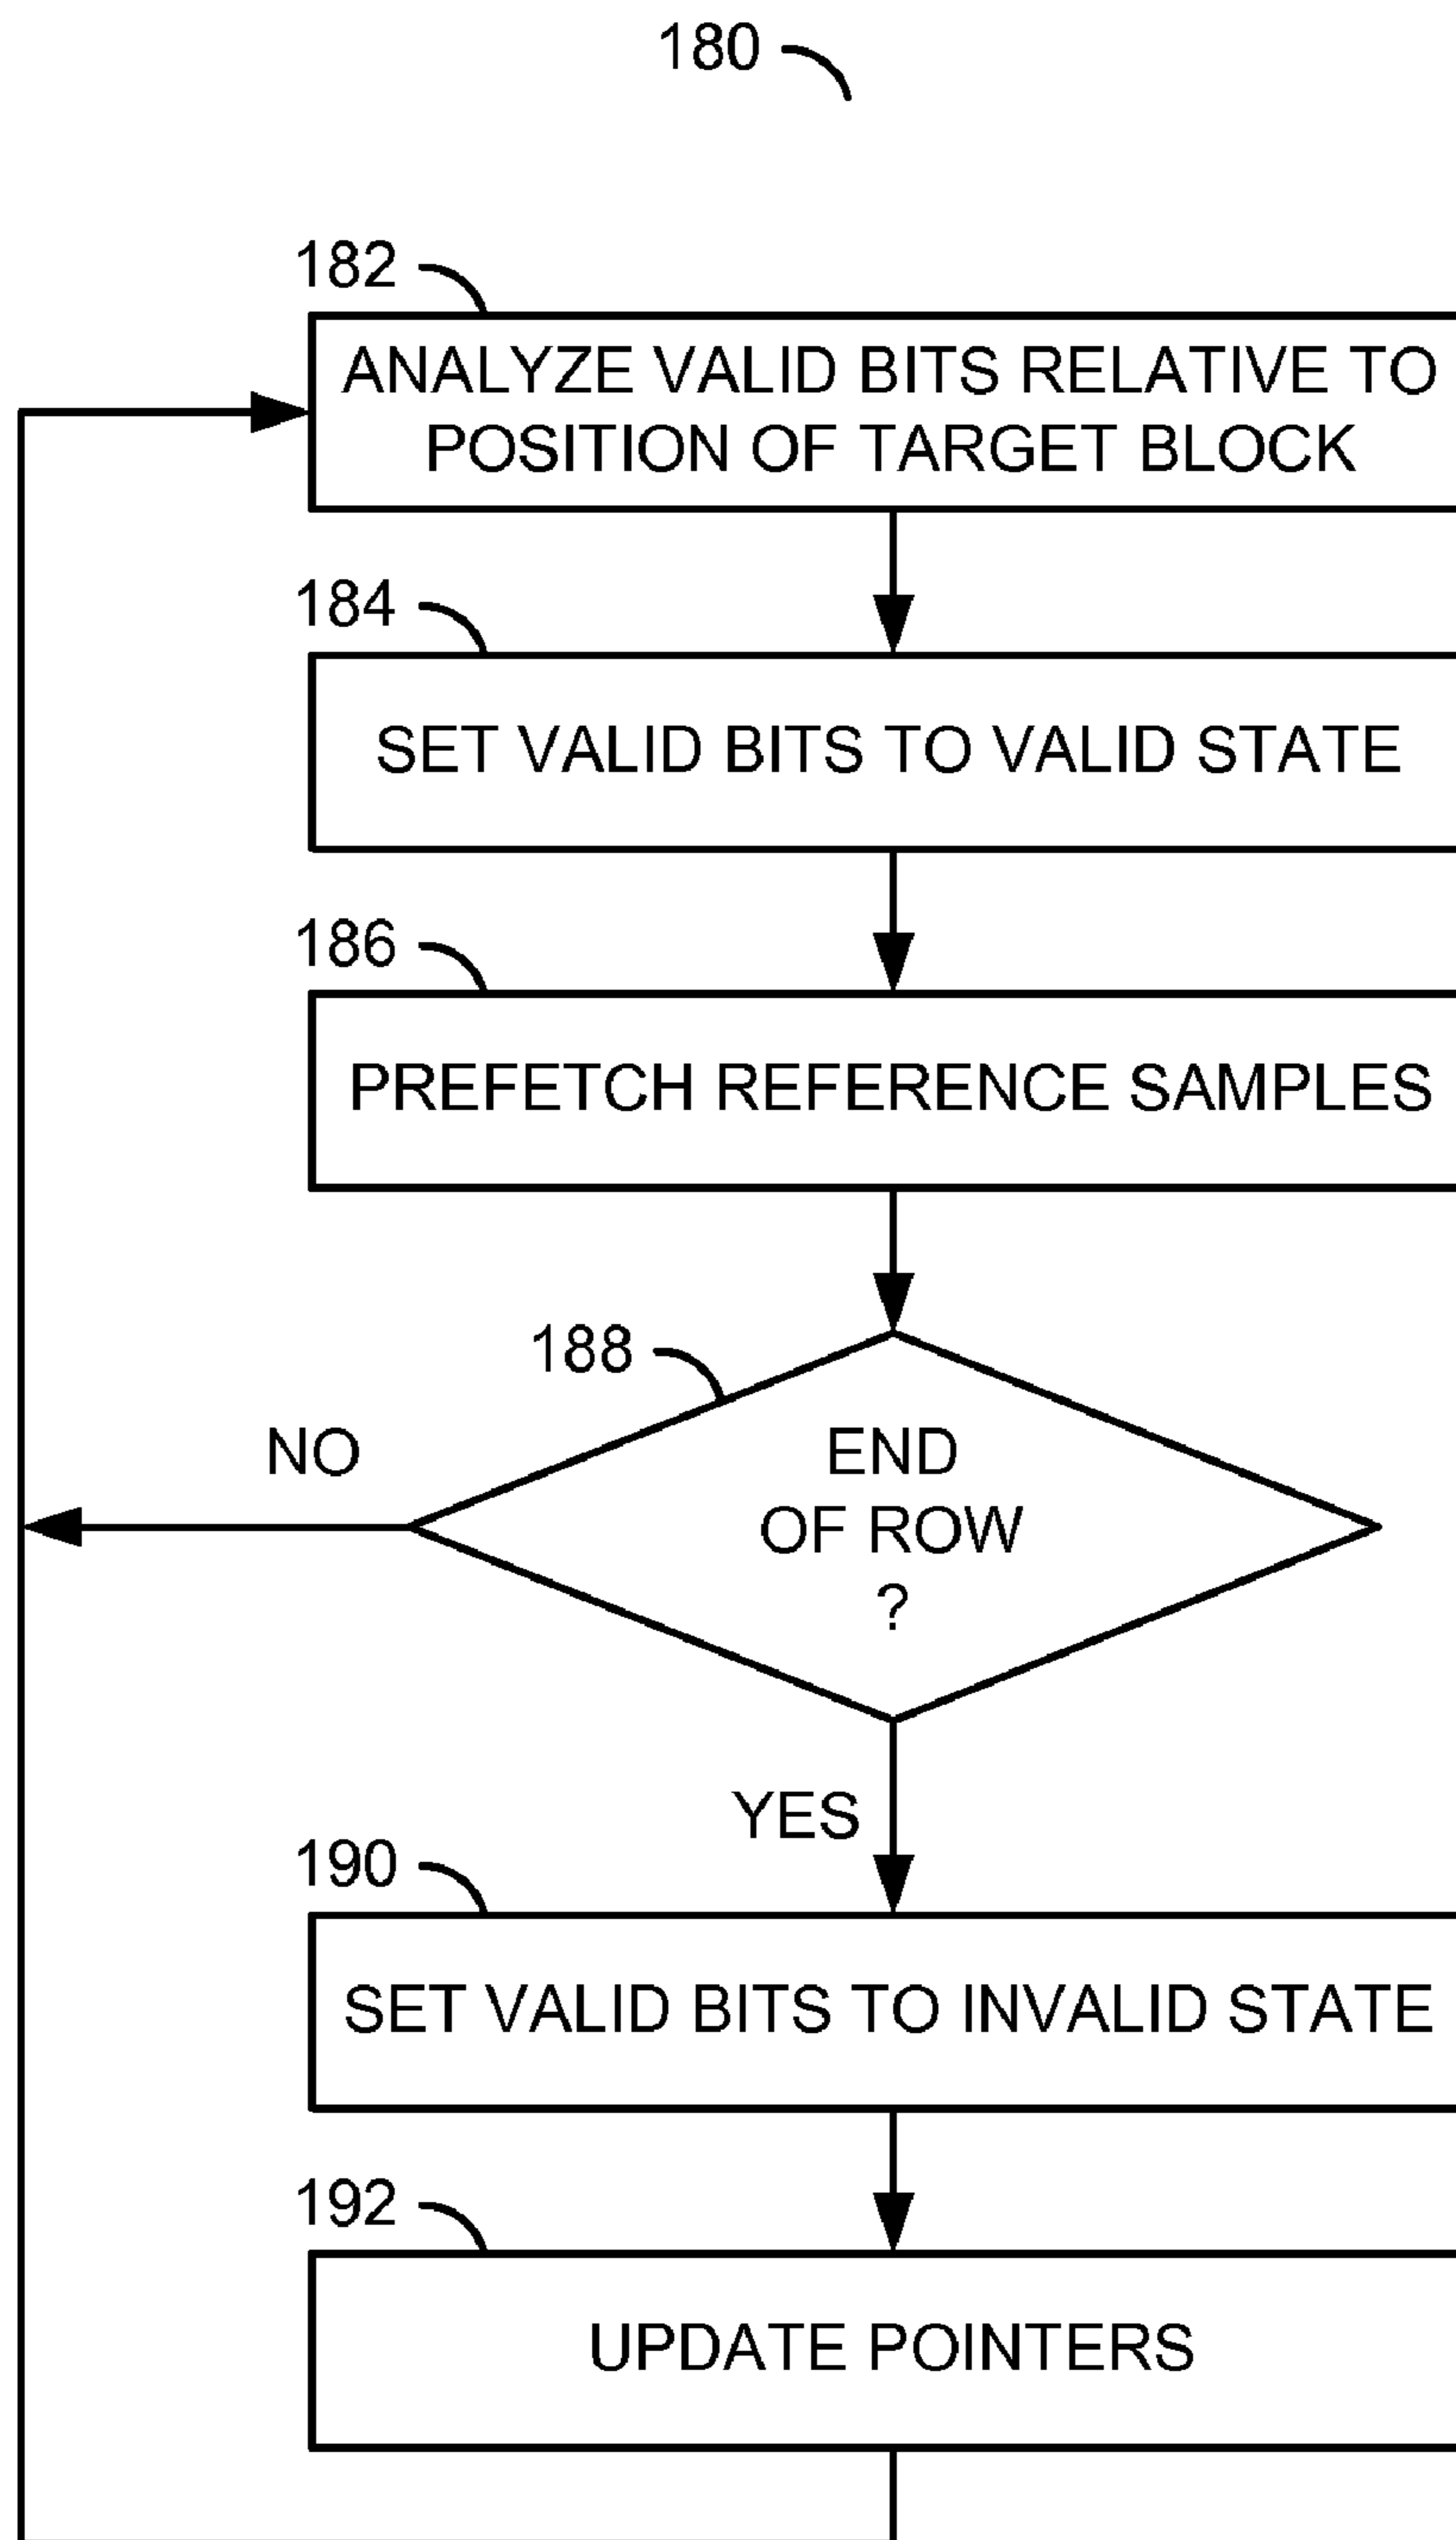 180
182
ANALYZE VALID BITS RELATIVE TO
POSITION OF TARGET BLOCK
184
SET VALID BITS TO VALID STATE
186
PREFETCH REFERENCE SAMPLES
188
NO
END
OF ROW
?
YES
190
SET VALID BITS TO INVALID STATE
192
UPDATE POINTERS